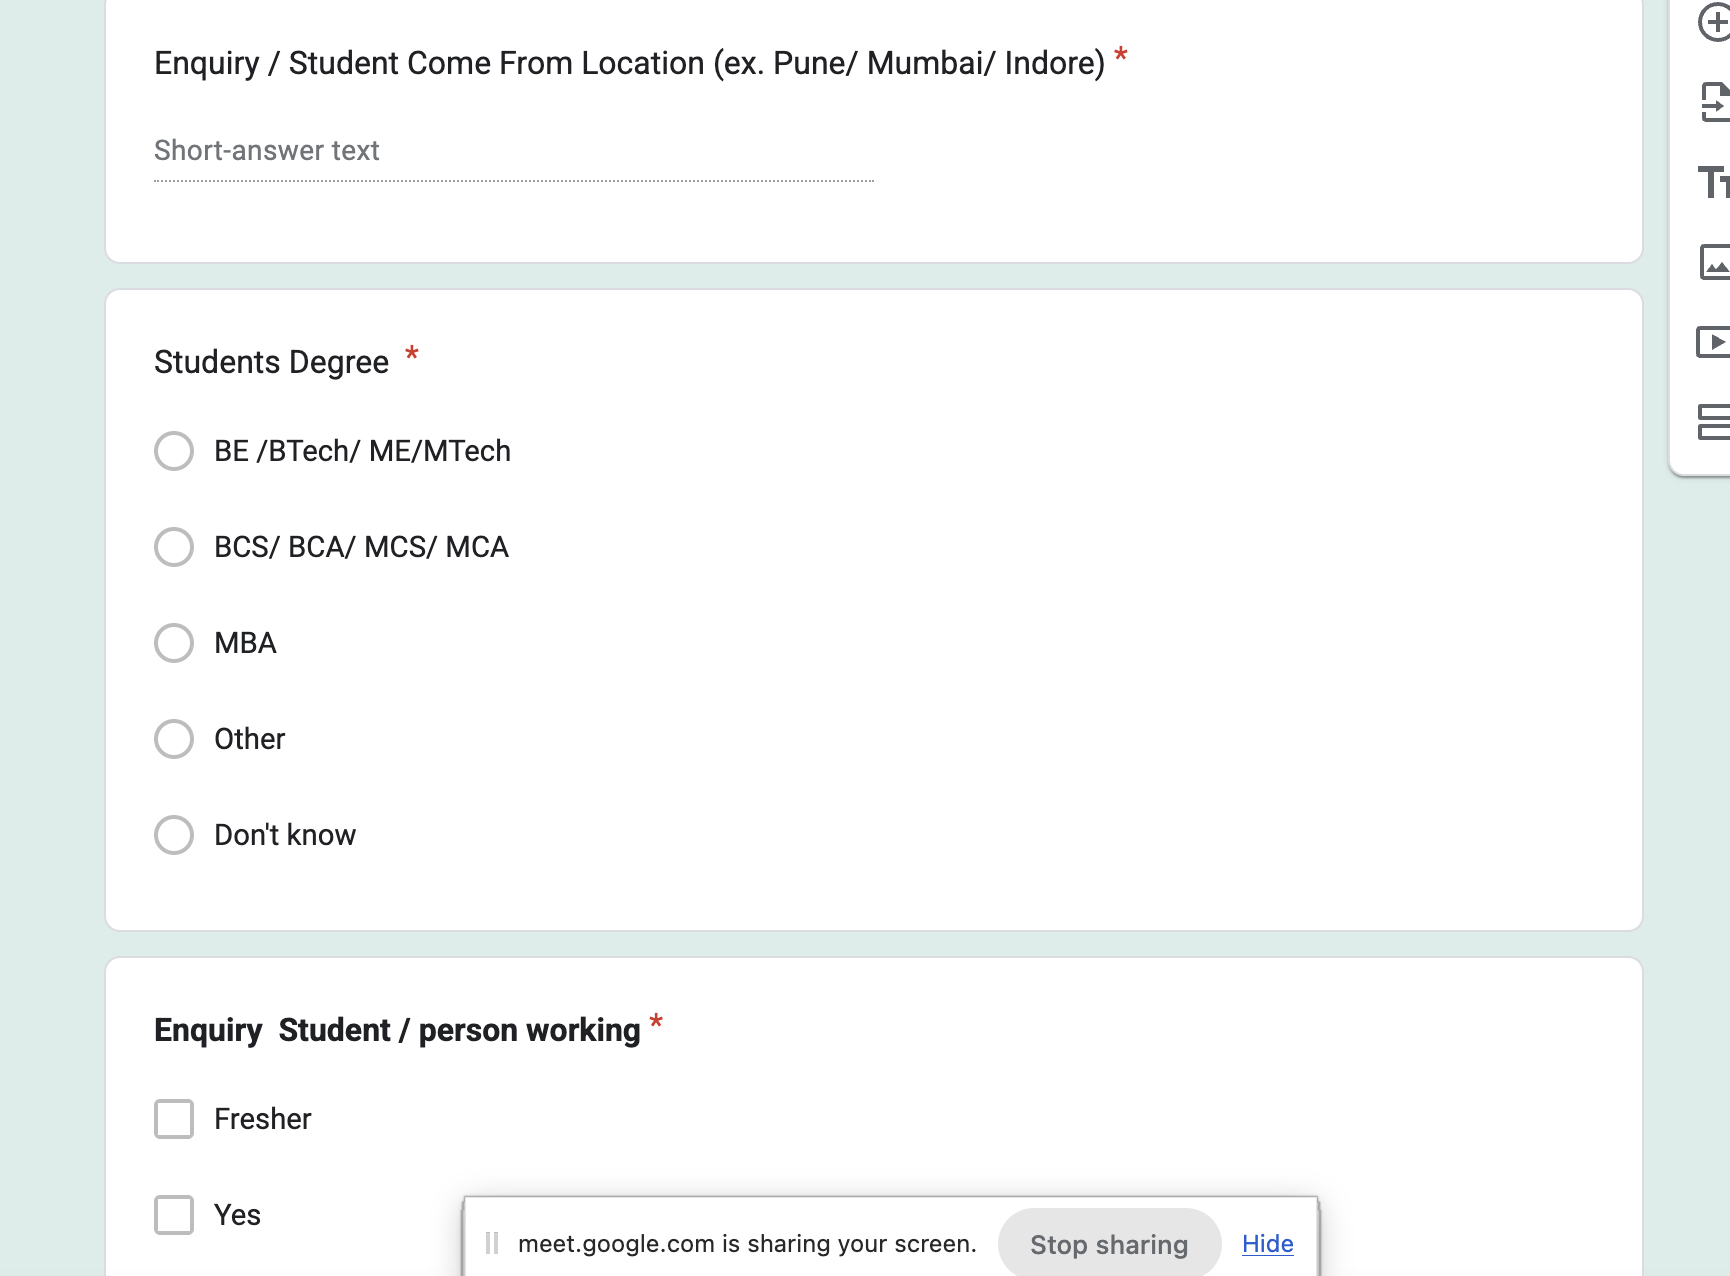 Enquiry / Student Come From Location (ex. Pune/ Mumbai/ Indore) *
Short-answer text
Students Degree *
BE /BTech/ ME/MTech
BCS/ BCA/ MCS/ MCA
MBA
Other
Don't know
Enquiry  Student / person working *
Fresher
Yes
meet.google.com is sharing your screen. Stop sharing Hide